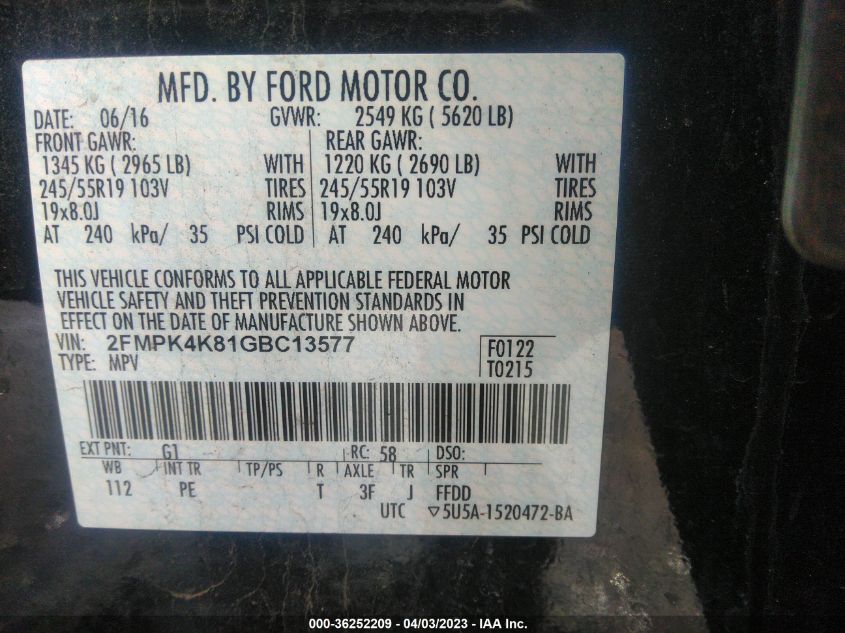 MFD. BY FORD MOTOR CO.
DATE: 06/16 GVWR: 2549 KG ( 5620 LB)
FRONT GAWR: REAR GAWR:
1345 KG ( 2965 LB) WITH 1220 KG ( 2690 LB) WITH
245/55R19 103V TIRES 245/55R19 103V TIRES
19x8.0J RIMS 19x8.0J RIMS
AT 240 kPa/ 35 PSI COLD AT 240 kPa/ 35 PSI COLD
THIS VEHICLE CONFORMS TO ALL APPLICABLE FEDERAL MOTOR
VEHICLE SAFETY AND THEFT PREVENTION STANDARDS IN
EFFECT ON THE DATE OF MANUFACTURE SHOWN ABOVE.
VIN: 2FMPK4K81GBC13577 F0122
TYPE: MPV T0215
EXT PNT: G1 RC: 58 DSO:
WB INT TR TP/PS R AXLE TR SPR
112 PE T 3F J FFDD
UTC ▽5U5A-1520472-BA
000-36252209 - 04/03/2023 - IAA Inc.